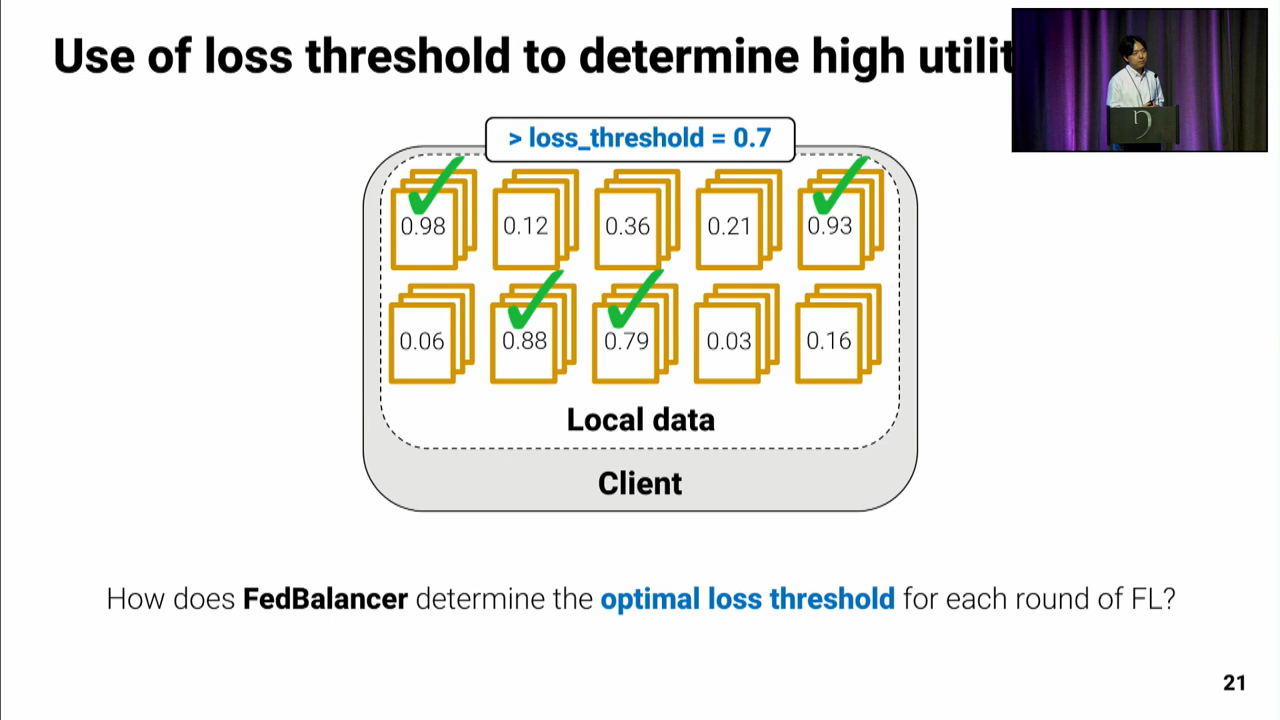 Use of loss threshold to determine high utilit
> loss_threshold = 0.7
0.98 0.12 0.36 0.21 0.93
0.06 0.88 0.79 0.03 0.16
Local data
Client
How does FedBalancer determine the optimal loss threshold for each round of FL?
21